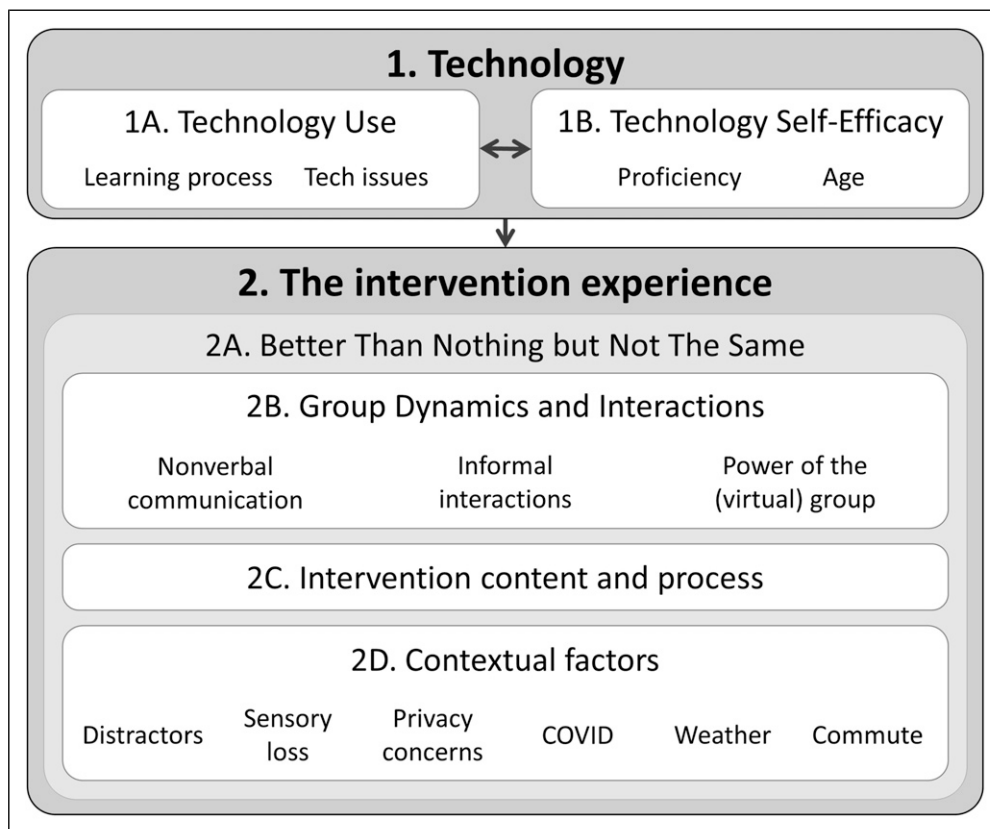 1. Technology
1A. Technology Use
Learning process
Tech issues
1B. Technology Self-Efficacy
Proficiency
Age
2. The intervention experience
2A. Better Than Nothing but Not The Same
2B. Group Dynamics and Interactions
Nonverbal
communication
Informal
interactions
Power of the
(virtual) group
2C. Intervention content and process
2D. Contextual factors
Distractors
Sensory
loss
Privacy
concerns
COVID
Weather
Commute